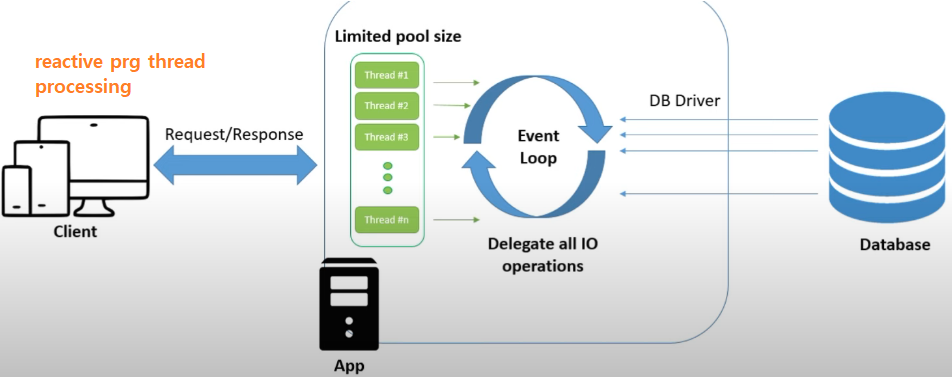 Limited pool size
reactive prg thread
processing
Thread #1
Thread #2
Thread #3
Thread #n
Request/Response
Event
Loop
DB Driver
Client
Delegate all IO
operations
Database
App